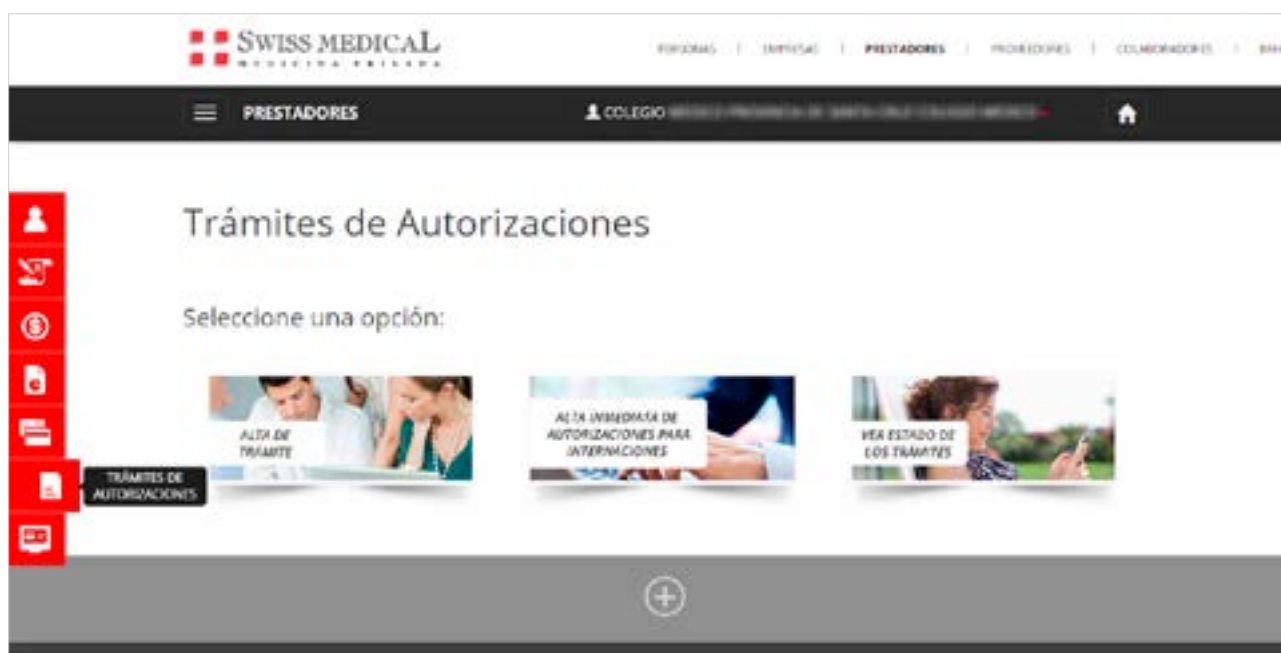 SWISS MEDICAL
MEDICINA PRIVADA
PERSONAS | EMPRESAS | PRESTADORES | PROVEEDORES | COLABORADORES |
PRESTADORES
COLEGIO
Trámites de Autorizaciones
Seleccione una opción:
ALTA DE
TRÁMITE
ALTA INMEDIATA DE
AUTORIZACIONES PARA
INTERNACIONES
VER ESTADO DE
LOS TRÁMITES
TRÁMITES DE
AUTORIZACIONES